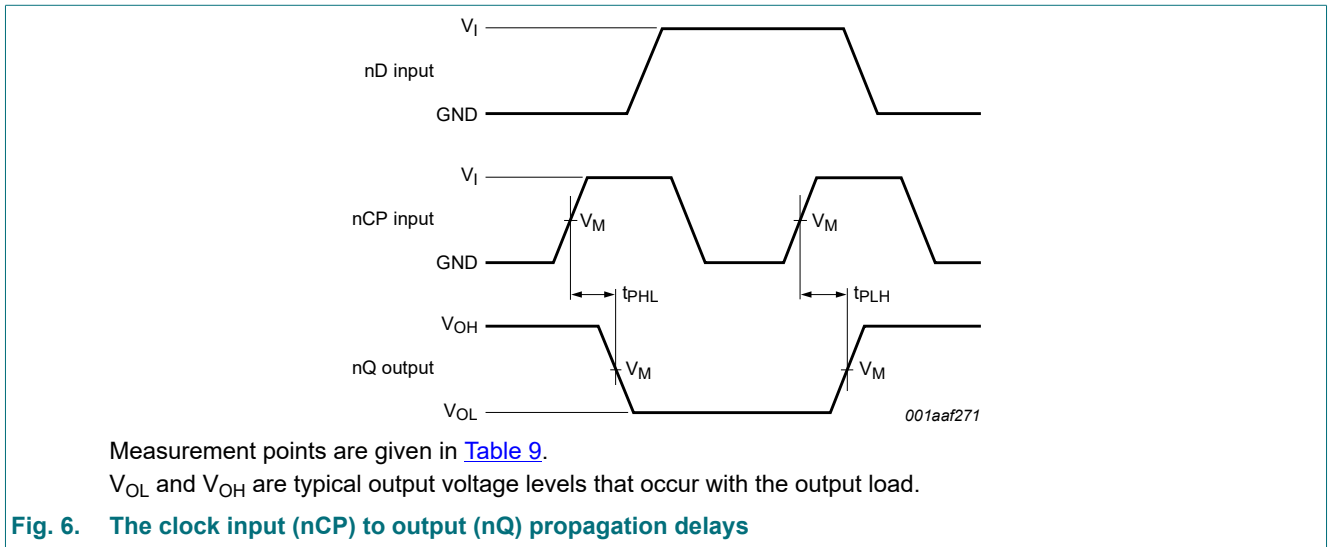 V_I
nD input
GND
V_I
nCP input
V_M
V_M
GND
t_PHL
t_PLH
V_OH
nQ output
V_M
V_M
V_OL
001aaf271
Measurement points are given in Table 9.
V_OL and V_OH are typical output voltage levels that occur with the output load.
Fig. 6. The clock input (nCP) to output (nQ) propagation delays